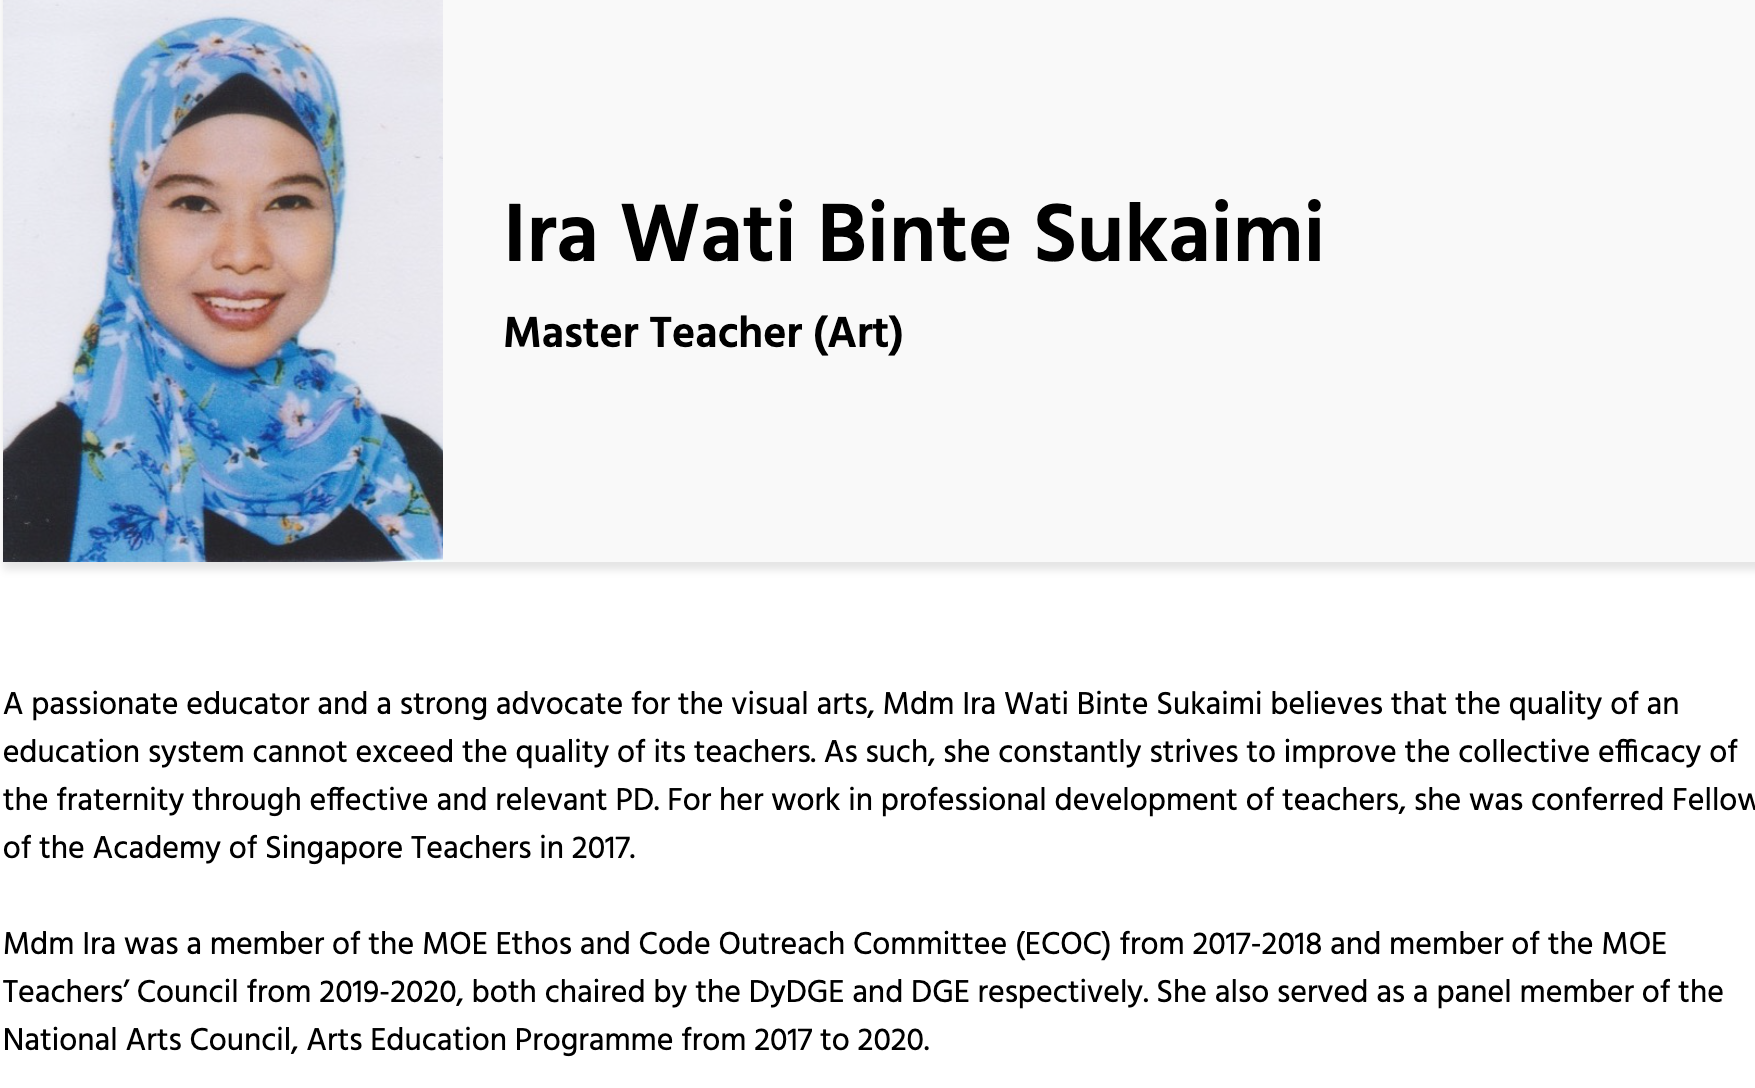 Ira Wati Binte Sukaimi
Master Teacher (Art)
A passionate educator and a strong advocate for the visual arts, Mdm Ira Wati Binte Sukaimi believes that the quality of an
education system cannot exceed the quality of its teachers. As such, she constantly strives to improve the collective efficacy of
the fraternity through effective and relevant PD. For her work in professional development of teachers, she was conferred Fellow
of the Academy of Singapore Teachers in 2017.
Mdm Ira was a member of the MOE Ethos and Code Outreach Committee (ECOC) from 2017-2018 and member of the MOE
Teachers’ Council from 2019-2020, both chaired by the DyDGE and DGE respectively. She also served as a panel member of the
National Arts Council, Arts Education Programme from 2017 to 2020.